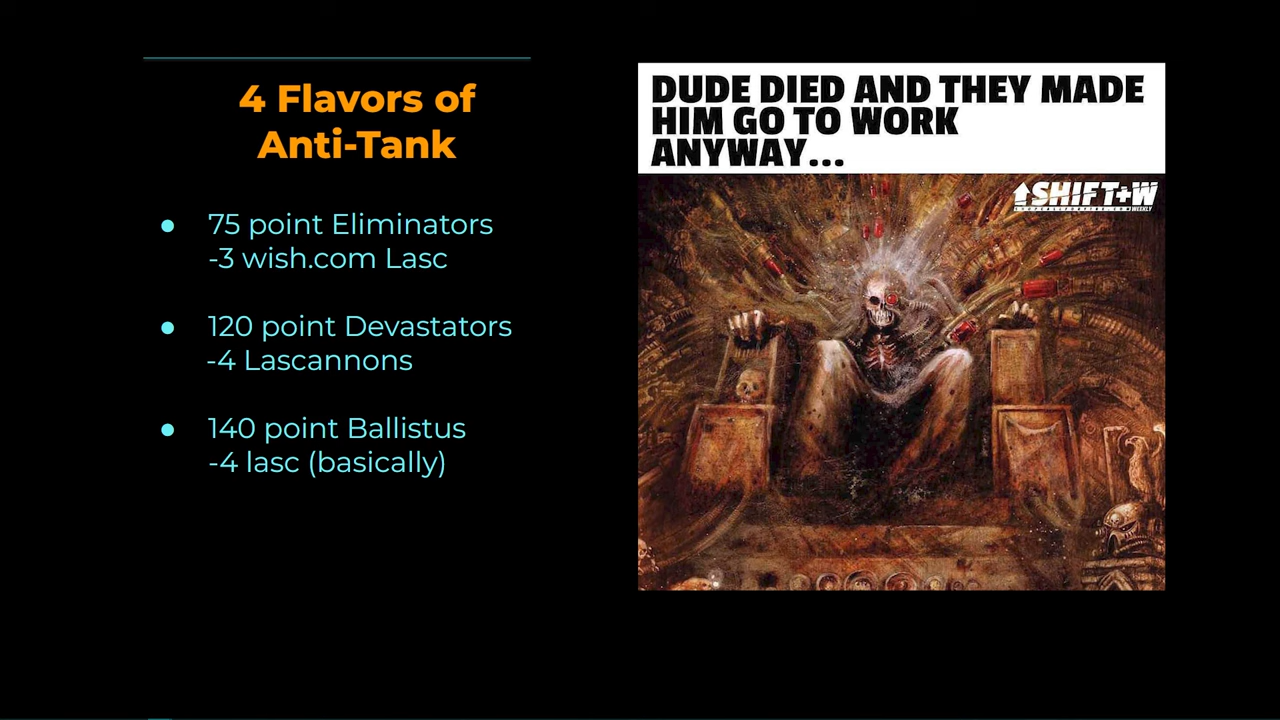 4 Flavors of
Anti-Tank
● 75 point Eliminators
-3 wish.com Lasc
● 120 point Devastators
-4 Lascannons
● 140 point Ballistus
-4 lasc (basically)
DUDE DIED AND THEY MADE
HIM GO TO WORK
ANYWAY...
SHIFT+W